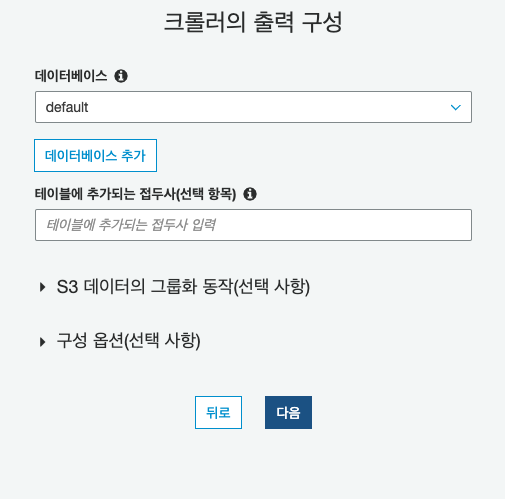 크롤러의 출력 구성
데이터베이스
default
데이터베이스 추가
테이블에 추가되는 접두사(선택 항목)
테이블에 추가되는 접두사 입력
S3 데이터의 그룹화 동작(선택 사항)
구성 옵션(선택 사항)
뒤로
다음